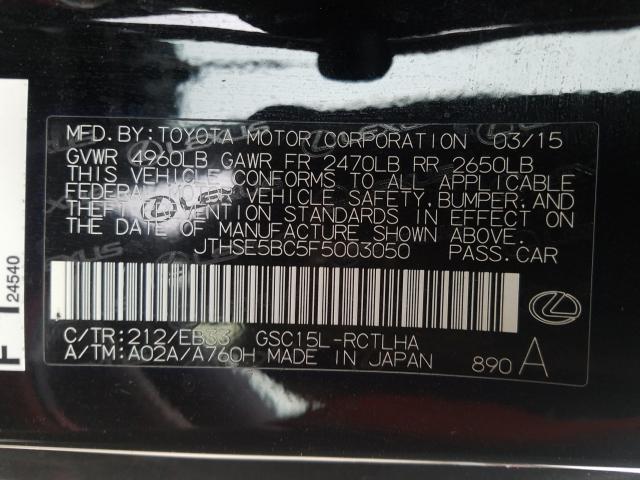 MFD.BY:TOYOTA MOTOR CORPORATION 03/15
GVWR 4960LB GAWR FR 2470LB RR 2650LB
THIS VEHICLE CONFORMS TO ALL APPLICABLE
FEDERAL MOTOR VEHICLE SAFETY,BUMPER,AND
THEFT PREVENTION STANDARDS IN EFFECT ON
THE DATE OF MANUFACTURE SHOWN ABOVE.
JTHSE5BC5F5003050 PASS.CAR
C/TR:212/EB33 GSC15L-RCTLHA
A/TM:A02A/A760H MADE IN JAPAN 890 A
24540